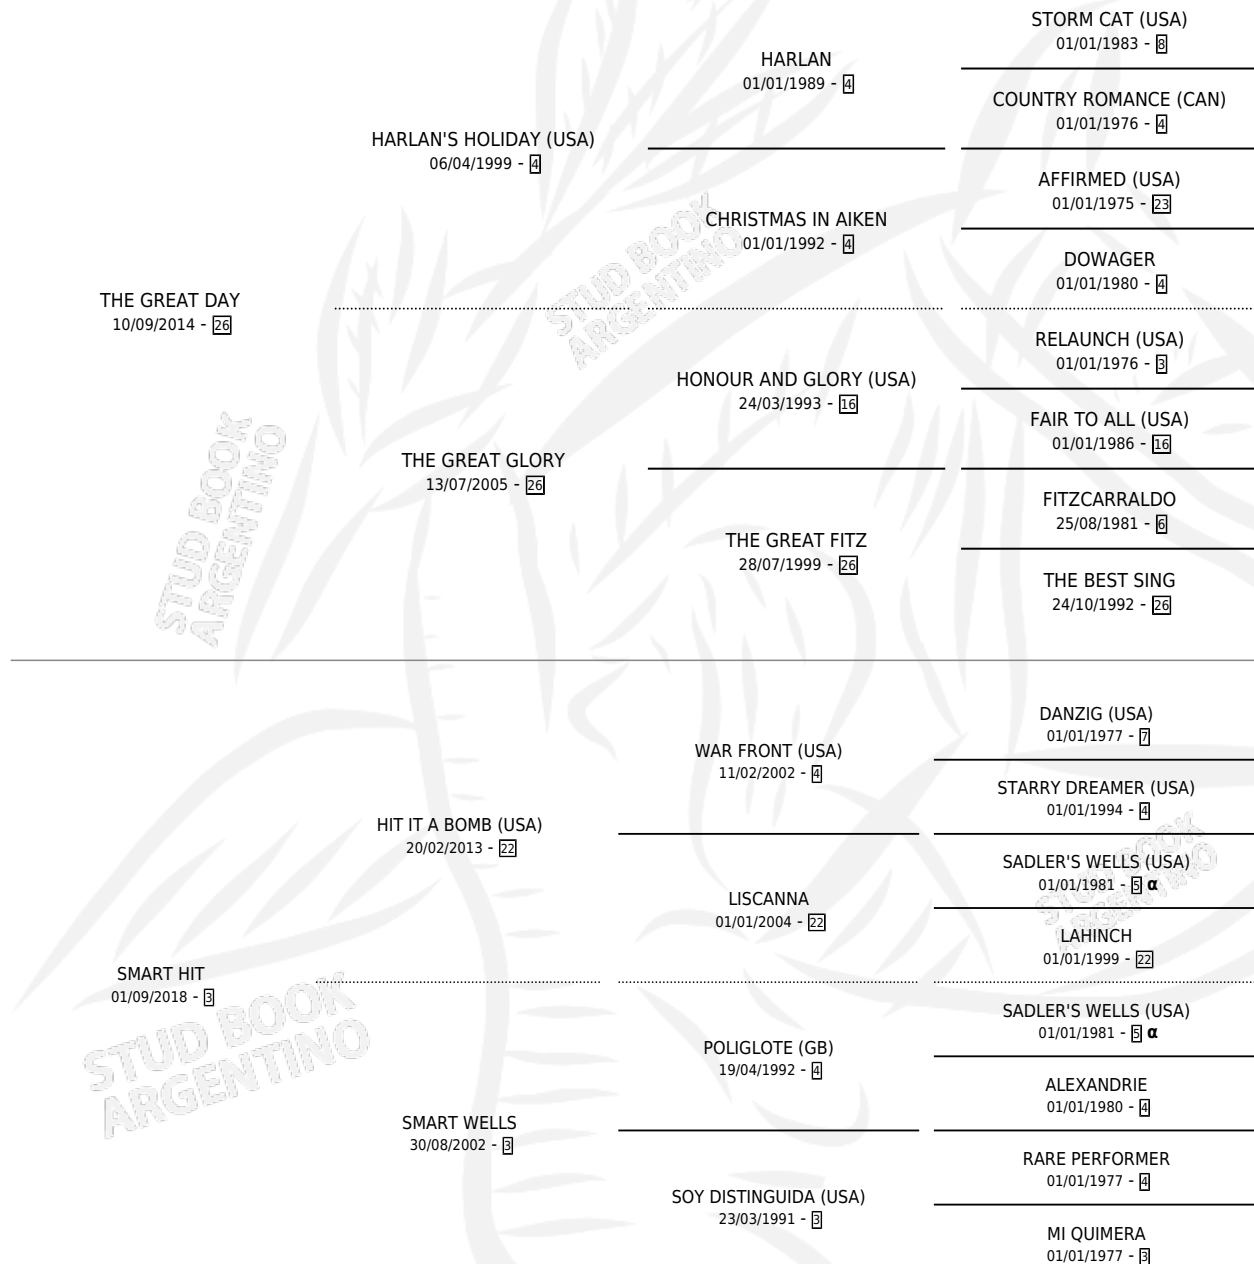 STORM CAT (USA)
01/01/1983 - 8
HARLAN
01/01/1989 - 4
COUNTRY ROMANCE (CAN)
01/01/1976 - 4
HARLAN'S HOLIDAY (USA)
06/04/1999 - 4
AFFIRMED (USA)
01/01/1975 - 23
CHRISTMAS IN AIKEN
01/01/1992 - 4
DOWAGER
01/01/1980 - 4
THE GREAT DAY
10/09/2014 - 26
RELAUNCH (USA)
01/01/1976 - 3
HONOUR AND GLORY (USA)
24/03/1993 - 16
FAIR TO ALL (USA)
01/01/1986 - 16
THE GREAT GLORY
13/07/2005 - 26
FITZCARRALDO
25/08/1981 - 6
THE GREAT FITZ
28/07/1999 - 26
THE BEST SING
24/10/1992 - 26
DANZIG (USA)
01/01/1977 - 7
WAR FRONT (USA)
11/02/2002 - 4
STARRY DREAMER (USA)
01/01/1994 - 4
HIT IT A BOMB (USA)
20/02/2013 - 22
SADLER'S WELLS (USA)
01/01/1981 - 5 α
LISCANNA
01/01/2004 - 22
LAHINCH
01/01/1999 - 22
SMART HIT
01/09/2018 - 3
SADLER'S WELLS (USA)
01/01/1981 - 5 α
POLIGLOTE (GB)
19/04/1992 - 4
ALEXANDRIE
01/01/1980 - 4
SMART WELLS
30/08/2002 - 3
RARE PERFORMER
01/01/1977 - 4
SOY DISTINGUIDA (USA)
23/03/1991 - 3
MI QUIMERA
01/01/1977 - 3
STUD BOOK
ARGENTINO
STUD BOOK
ARGENTINO
STUD BOOK
ARGENTINO
STUD BOOK
ARGENTINO